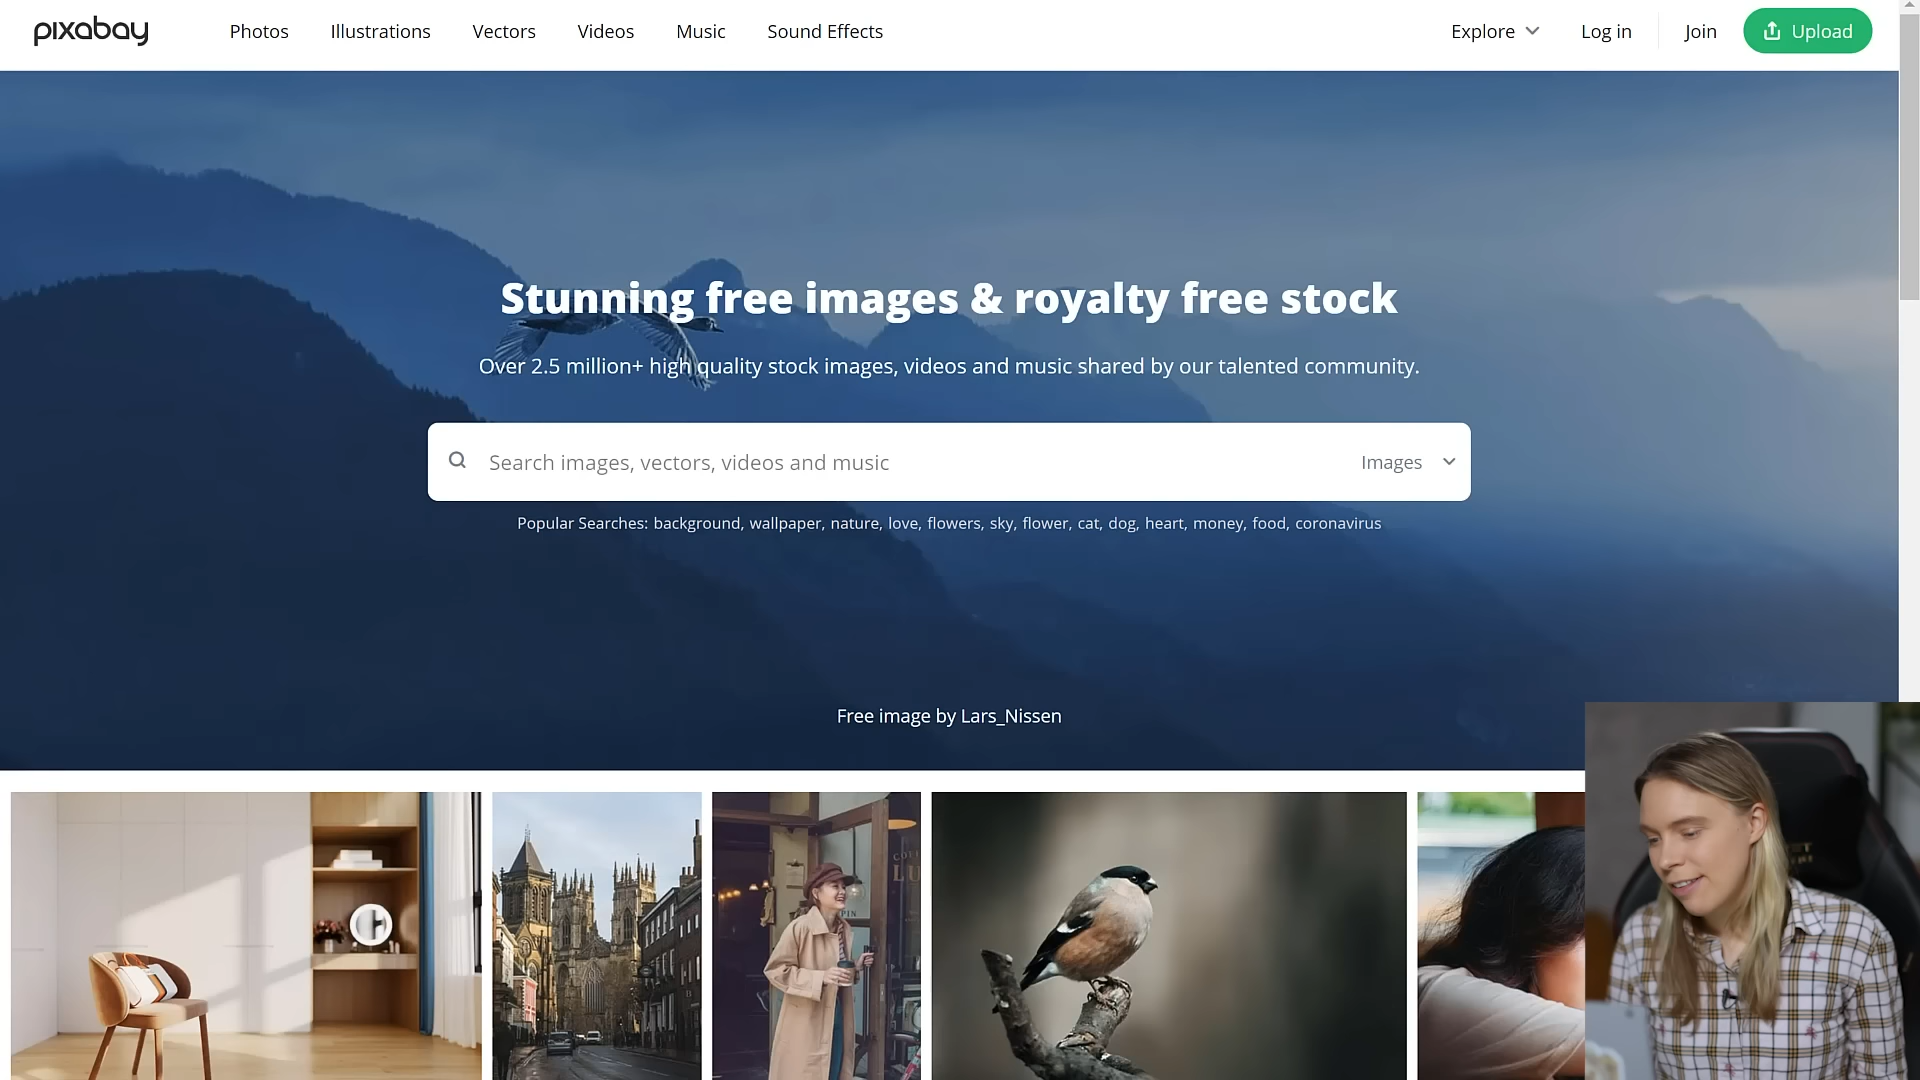 pixabay
Photos
Illustrations
Vectors
Videos
Music
Sound Effects
Explore
Log in
Join
Upload
Stunning free images & royalty free stock
Over 2.5 million+ high quality stock images, videos and music shared by our talented community.
Search images, vectors, videos and music
Images
Popular Searches: background, wallpaper, nature, love, flowers, sky, flower, cat, dog, heart, money, food, coronavirus
Free image by Lars_Nissen